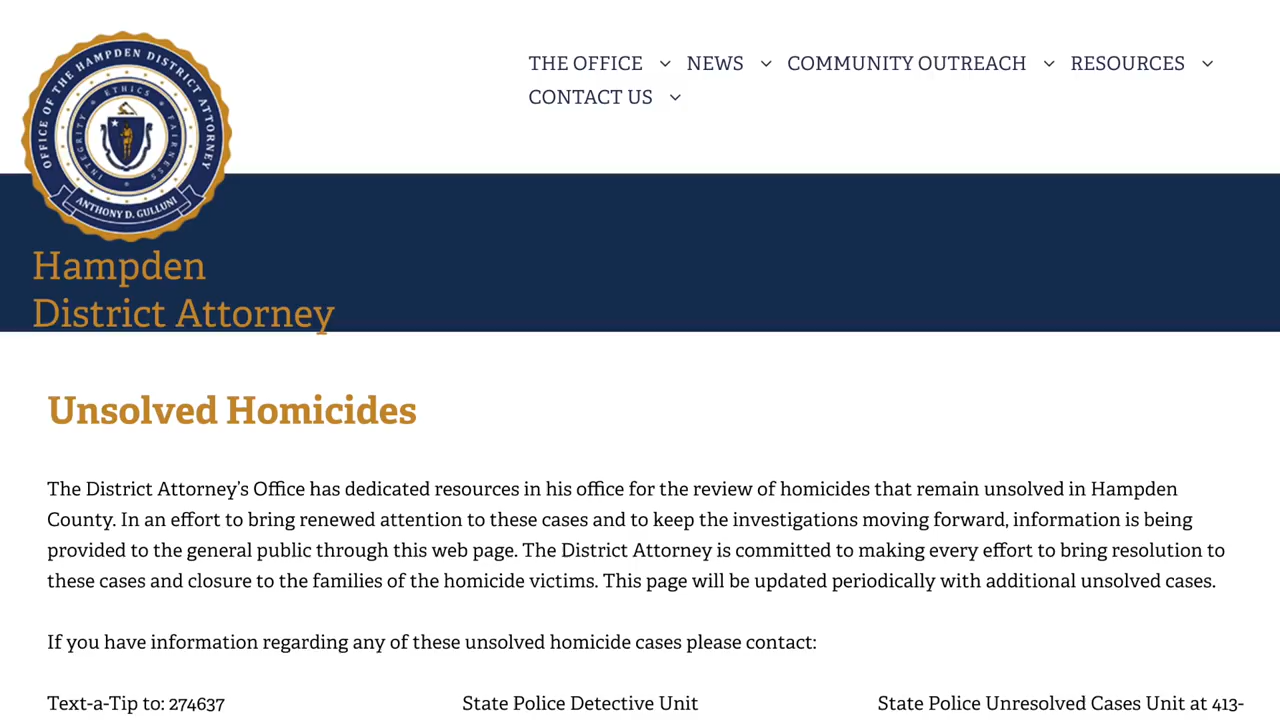 OFFICE OF THE HAMPDEN DISTRICT ATTORNEY
ETHICS
INTEGRITY
FAIRNESS
ANTHONY D. GULLUNI
THE OFFICE NEWS COMMUNITY OUTREACH RESOURCES
CONTACT US
Hampden
District Attorney
Unsolved Homicides
The District Attorney’s Office has dedicated resources in his office for the review of homicides that remain unsolved in Hampden
County. In an effort to bring renewed attention to these cases and to keep the investigations moving forward, information is being
provided to the general public through this web page. The District Attorney is committed to making every effort to bring resolution to
these cases and closure to the families of the homicide victims. This page will be updated periodically with additional unsolved cases.
If you have information regarding any of these unsolved homicide cases please contact:
Text-a-Tip to: 274637 State Police Detective Unit State Police Unresolved Cases Unit at 413-